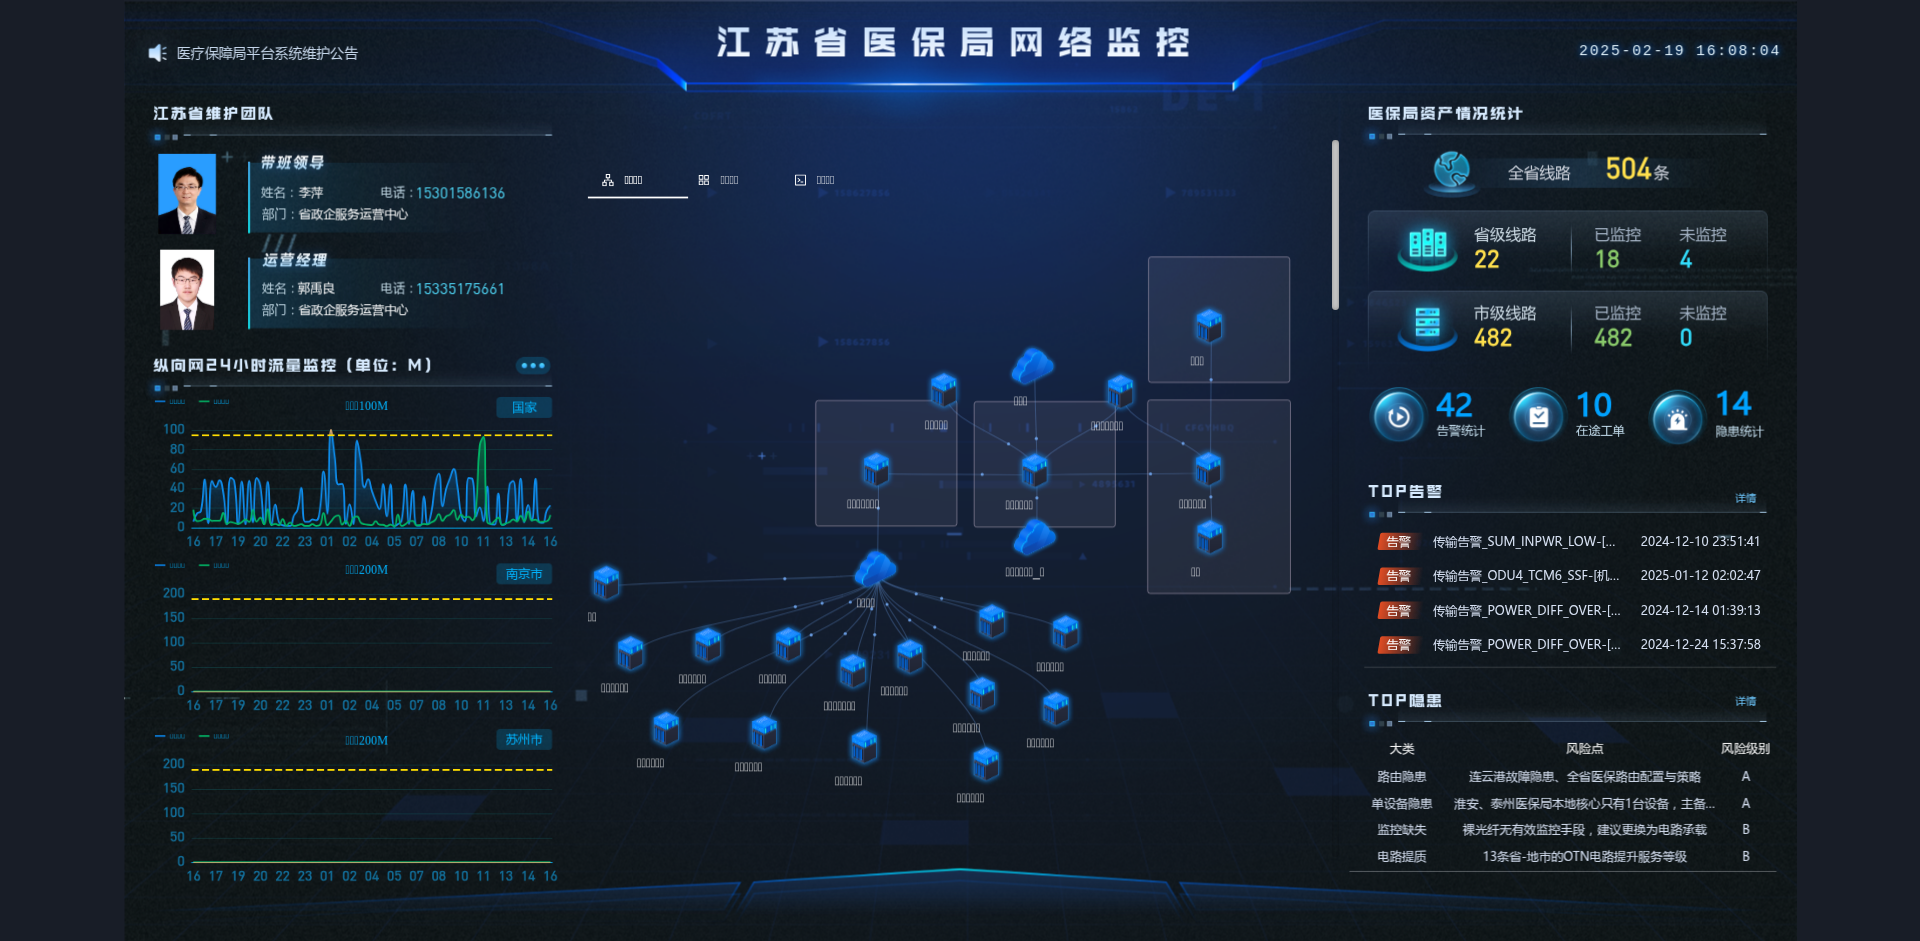 江苏省医保局网络监控
医疗保障局平台系统维护公告
2025-02-19 16:08:04
江苏省维护团队
带班领导
姓名：李萍 电话：15301586136
部门：省政企服务运营中心
运营经理
姓名：郭禹良 电话：15335175661
部门：省政企服务运营中心
纵向网24小时流量监控（单位：M）
100M
国家
100
80
60
40
20
0
16 17 19 20 22 23 01 02 04 05 07 08 10 11 13 14 16
200M
南京市
200
150
100
50
0
16 17 19 20 22 23 01 02 04 05 07 08 10 11 13 14 16
200M
苏州市
200
150
100
50
0
16 17 19 20 22 23 01 02 04 05 07 08 10 11 13 14 16
医保局资产情况统计
全省线路 504条
省级线路 已监控 未监控
22 18 4
市级线路 已监控 未监控
482 482 0
42 10 14
告警统计 在途工单 隐患统计
TOP告警 详情
告警 传输告警_SUM_INPWR_LOW-[... 2024-12-10 23:51:41
告警 传输告警_ODU4_TCM6_SSF-[机... 2025-01-12 02:02:47
告警 传输告警_POWER_DIFF_OVER-[... 2024-12-14 01:39:13
告警 传输告警_POWER_DIFF_OVER-[... 2024-12-24 15:37:58
TOP隐患 详情
大类 风险点 风险级别
路由隐患 连云港故障隐患、全省医保路由配置与策略 A
单设备隐患 淮安、泰州医保局本地核心只有1台设备，主备... A
监控缺失 裸光纤无有效监控手段，建议更换为电路承载 B
电路提质 13条省-地市的OTN电路提升服务等级 B